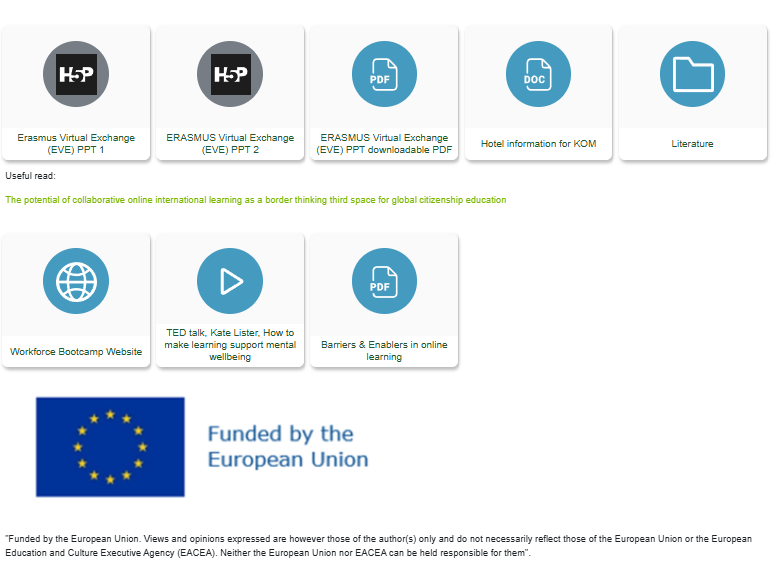 H5P
H5P
PDF
DOC
Erasmus Virtual Exchange
(EVE) PPT 1
ERASMUS Virtual Exchange
(EVE) PPT 2
ERASMUS Virtual Exchange
(EVE) PPT downloadable PDF
Hotel information for KOM
Literature
Useful read:
The potential of collaborative online international learning as a border thinking third space for global citizenship education
PDF
Workforce Bootcamp Website
TED talk, Kate Lister, How to
make learning support mental
wellbeing
Barriers & Enablers in online
learning
Funded by the
European Union
"Funded by the European Union. Views and opinions expressed are however those of the author(s) only and do not necessarily reflect those of the European Union or the European
Education and Culture Executive Agency (EACEA). Neither the European Union nor EACEA can be held responsible for them".